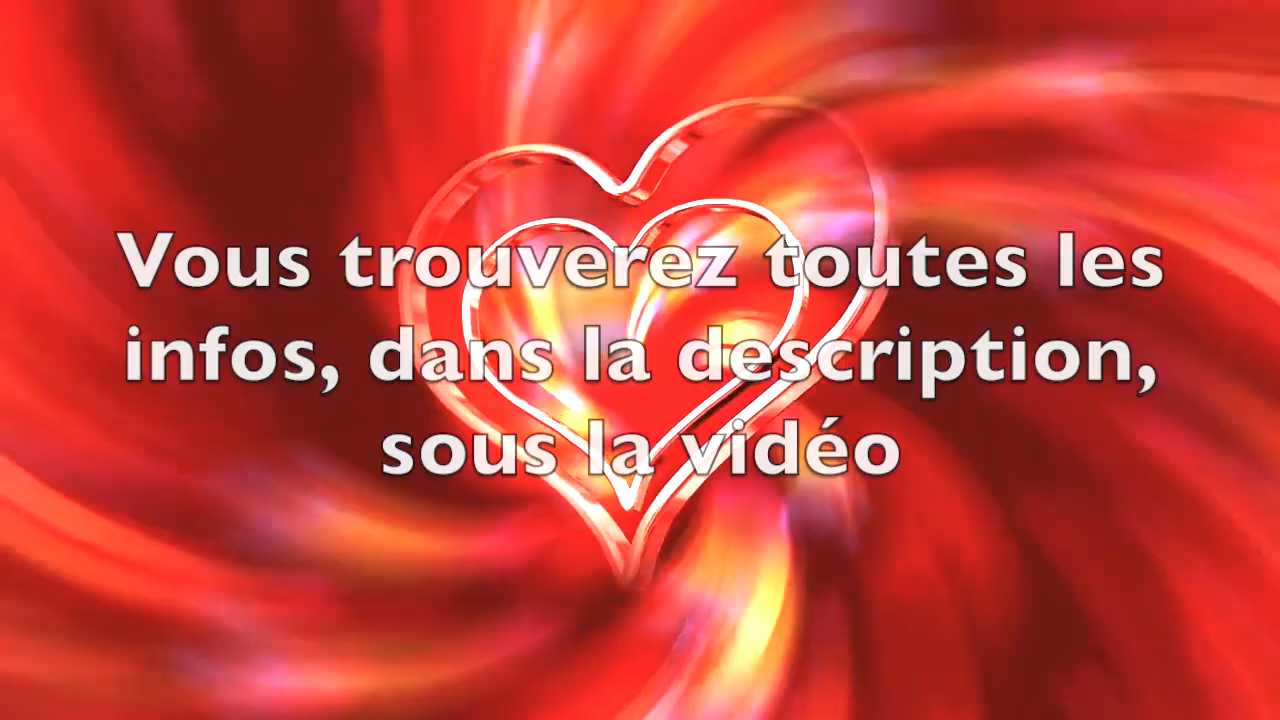 Vous trouverez toutes les
infos, dans la description,
sous la vidéo